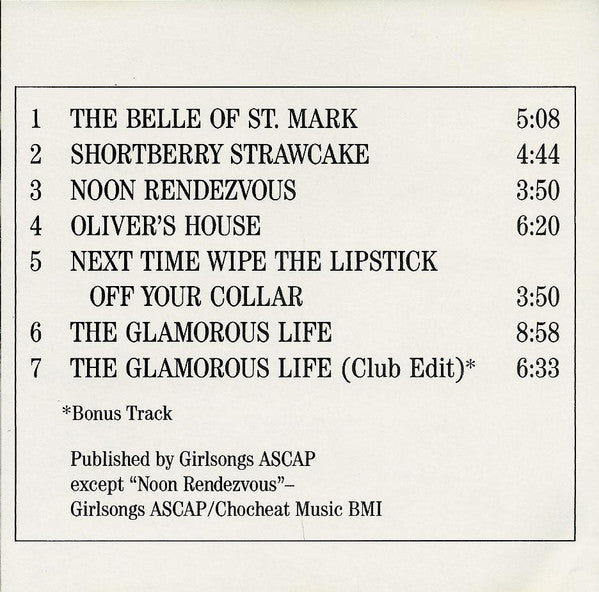 1 THE BELLE OF ST. MARK 5:08
2 SHORTBERRY STRAWCAKE 4:44
3 NOON RENDEZVOUS 3:50
4 OLIVER'S HOUSE 6:20
5 NEXT TIME WIPE THE LIPSTICK
OFF YOUR COLLAR 3:50
6 THE GLAMOROUS LIFE 8:58
7 THE GLAMOROUS LIFE (Club Edit)* 6:33
*Bonus Track
Published by Girlsongs ASCAP
except “Noon Rendezvous”–
Girlsongs ASCAP/Chocheat Music BMI